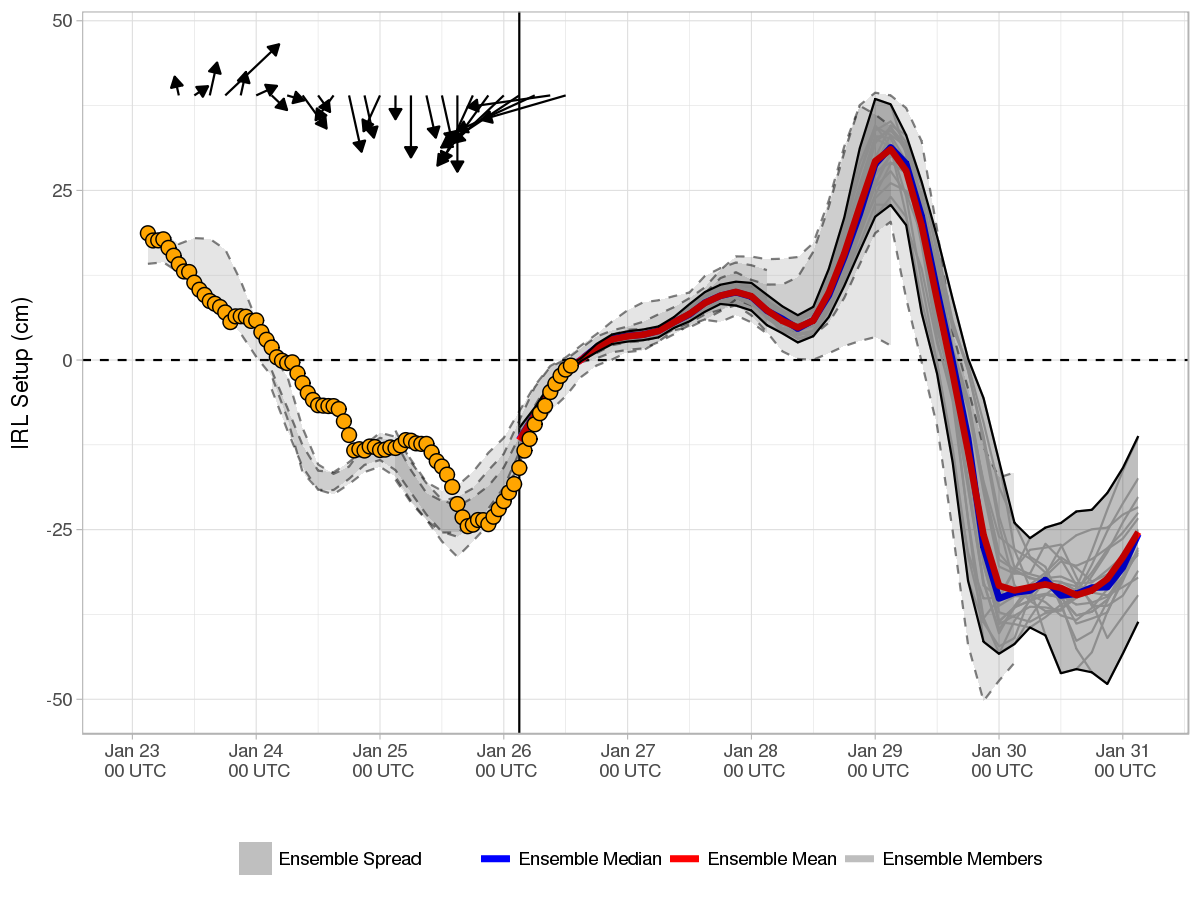 IRL Setup (cm)
50
25
0
-25
-50
Jan 23 Jan 24 Jan 25 Jan 26 Jan 27 Jan 28 Jan 29 Jan 30 Jan 31
00 UTC 00 UTC 00 UTC 00 UTC 00 UTC 00 UTC 00 UTC 00 UTC 00 UTC
Ensemble Spread Ensemble Median Ensemble Mean Ensemble Members